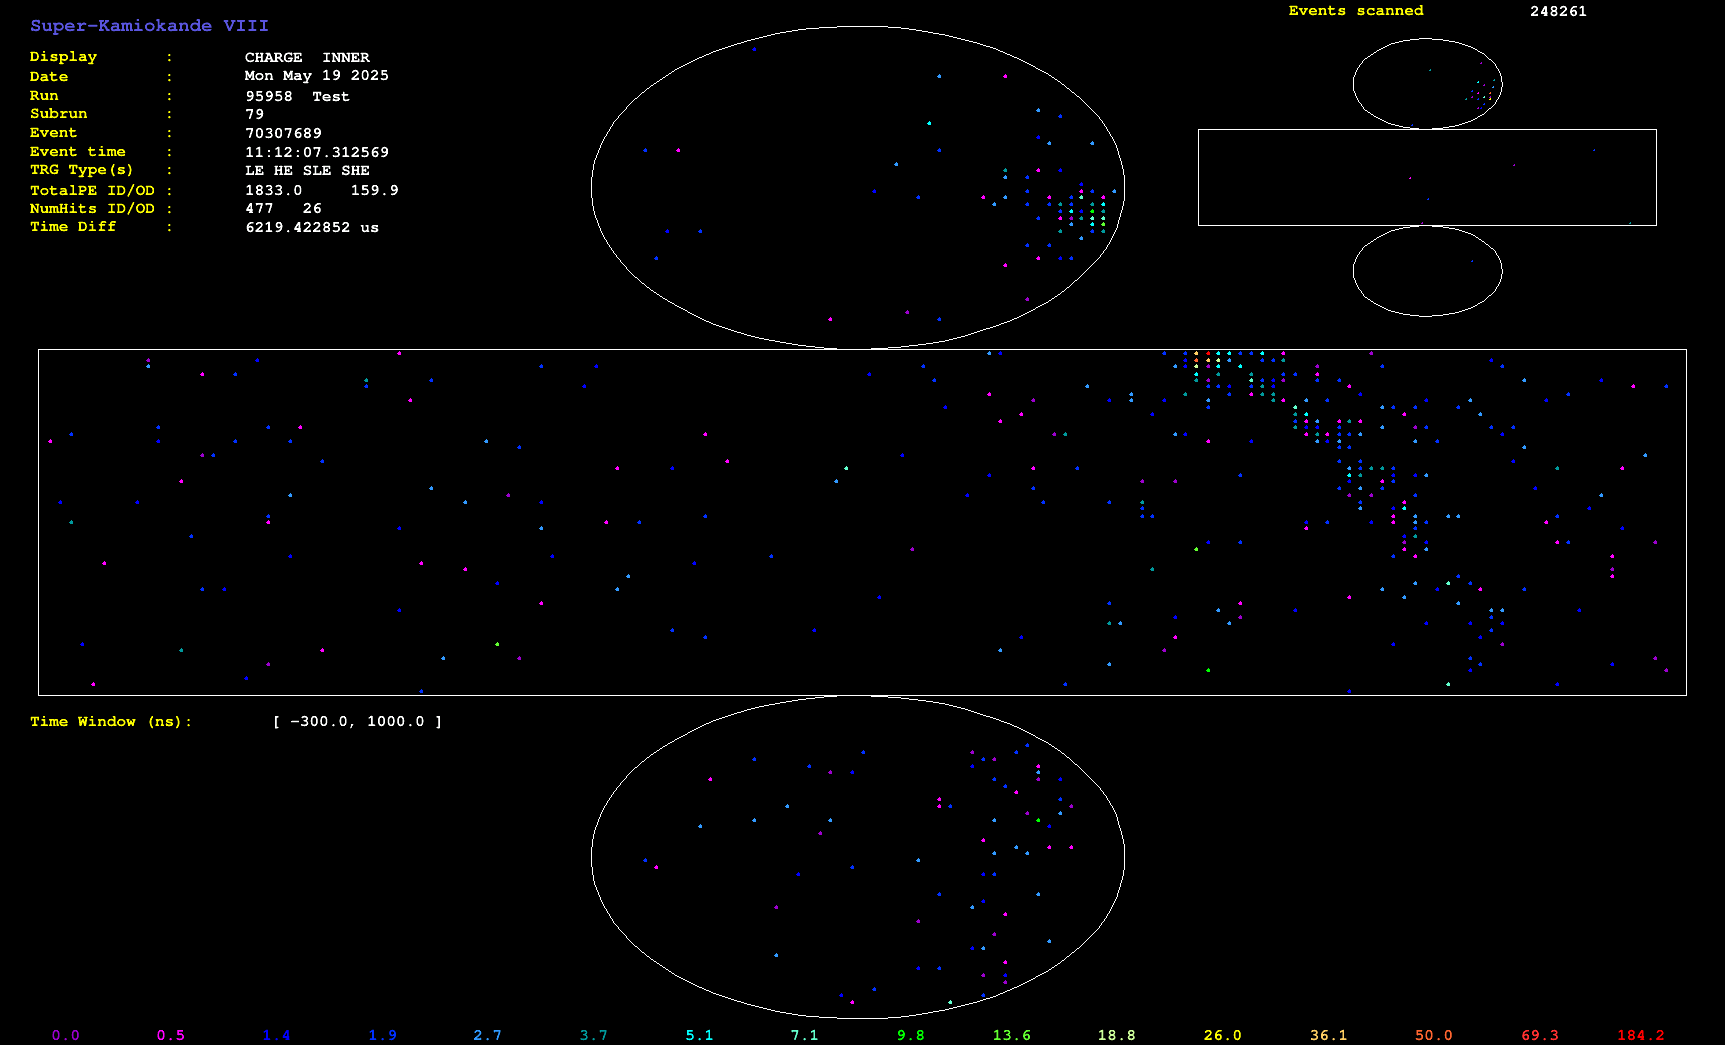 Super-Kamiokande VIII
Events scanned 248261
Display : CHARGE INNER
Date : Mon May 19 2025
Run : 95958 Test
Subrun : 79
Event : 70307689
Event time : 11:12:07.312569
TRG Type(s) : LE HE SLE SHE
TotalPE ID/OD : 1833.0 159.9
NumHits ID/OD : 477 26
Time Diff : 6219.422852 us
Time Window (ns): [ -300.0, 1000.0 ]
0.0 0.5 1.4 1.9 2.7 3.7 5.1 7.1 9.8 13.6 18.8 26.0 36.1 50.0 69.3 184.2